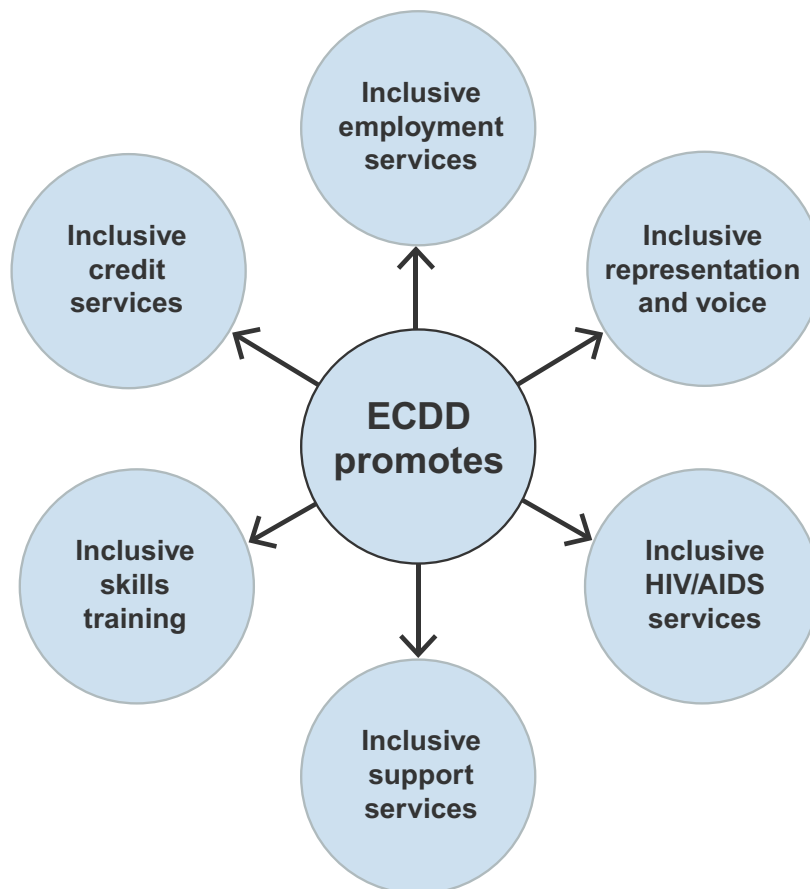 Inclusive
employment
services
Inclusive
credit
services
Inclusive
representation
and voice
ECDD
promotes
Inclusive
skills
training
Inclusive
HIV/AIDS
services
Inclusive
support
services